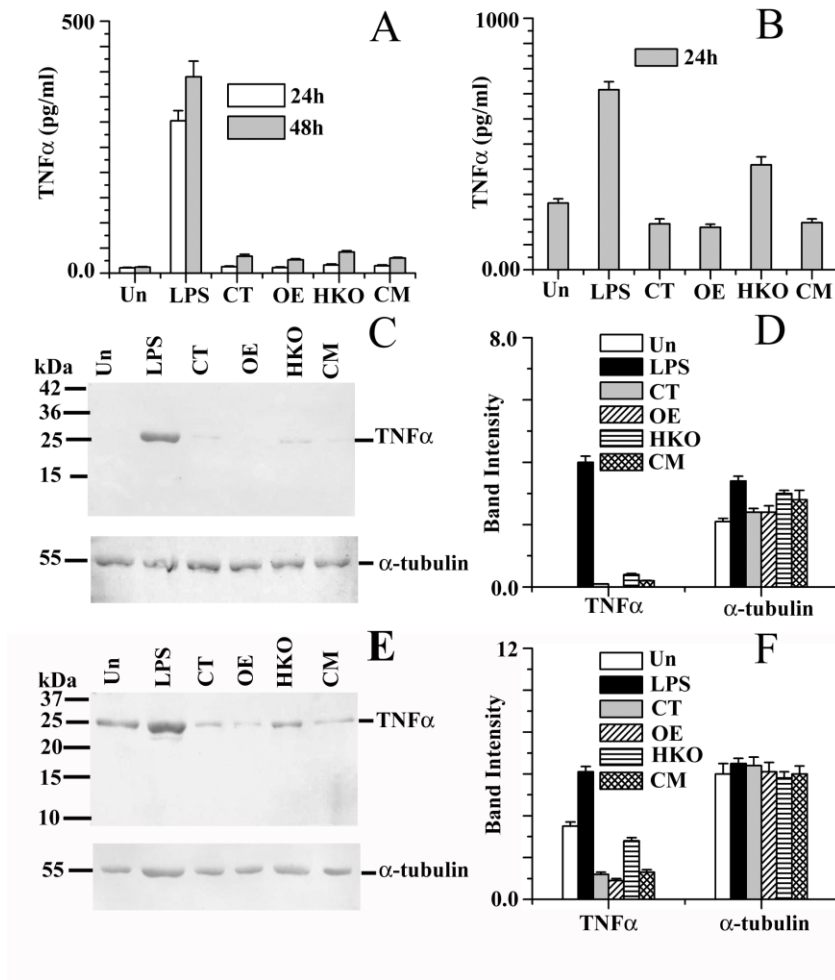 A
500
TNFα (pg/ml)
0.0
24h
48h
Un LPS CT OE HKO CM
B
1000
TNFα (pg/ml)
0.00
24h
Un LPS CT OE HKO CM
C
kDa Un LPS CT OE HKO CM
42
36
25
15
TNFα
55
α-tubulin
D
8.0
Band Intensity
0.0
Un
LPS
CT
OE
HKO
CM
TNFα α-tubulin
E
kDa Un LPS CT OE HKO CM
37
25
20
15
10
TNFα
55
α-tubulin
F
12
Band Intensity
0.0
Un
LPS
CT
OE
HKO
CM
TNFα α-tubulin